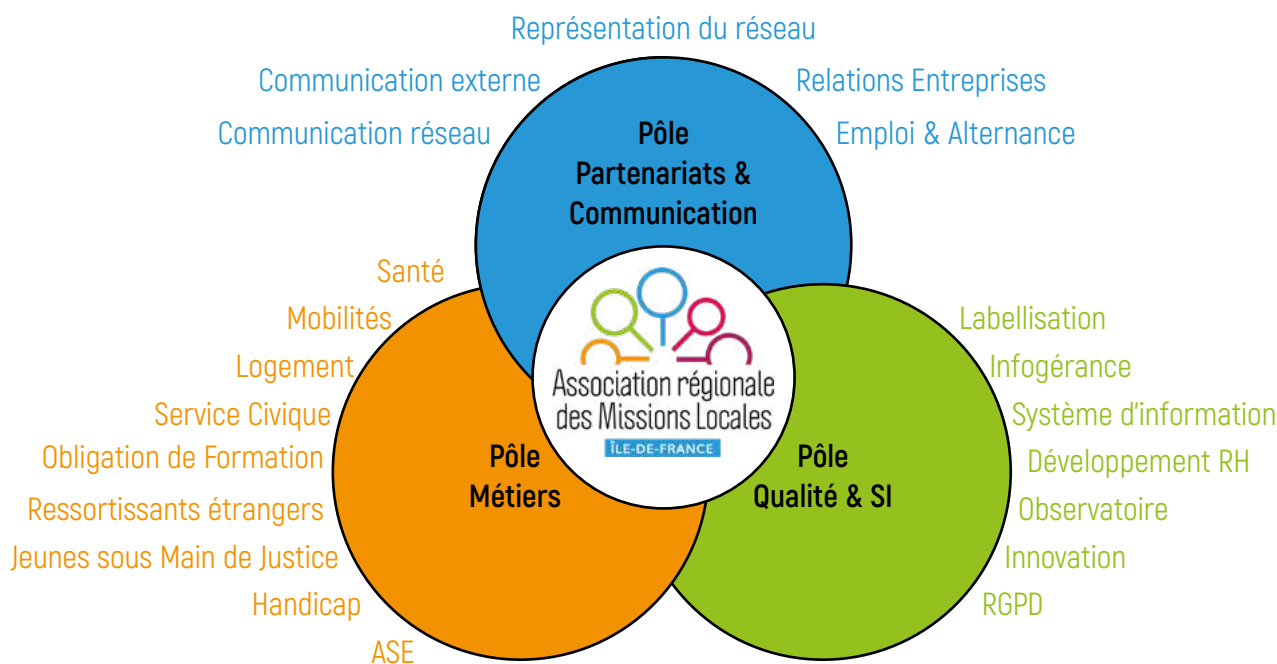 Représentation du réseau
Communication externe
Relations Entreprises
Communication réseau
Emploi & Alternance
Pôle
Partenariats &
Communication
Santé
Mobilités
Logement
Service Civique
Obligation de Formation
Ressortissants étrangers
Jeunes sous Main de Justice
Handicap
ASE
Pôle
Métiers
Association régionale
des Missions Locales
ÎLE-DE-FRANCE
Pôle
Qualité & SI
Labellisation
Infogérance
Système d'information
Développement RH
Observatoire
Innovation
RGPD